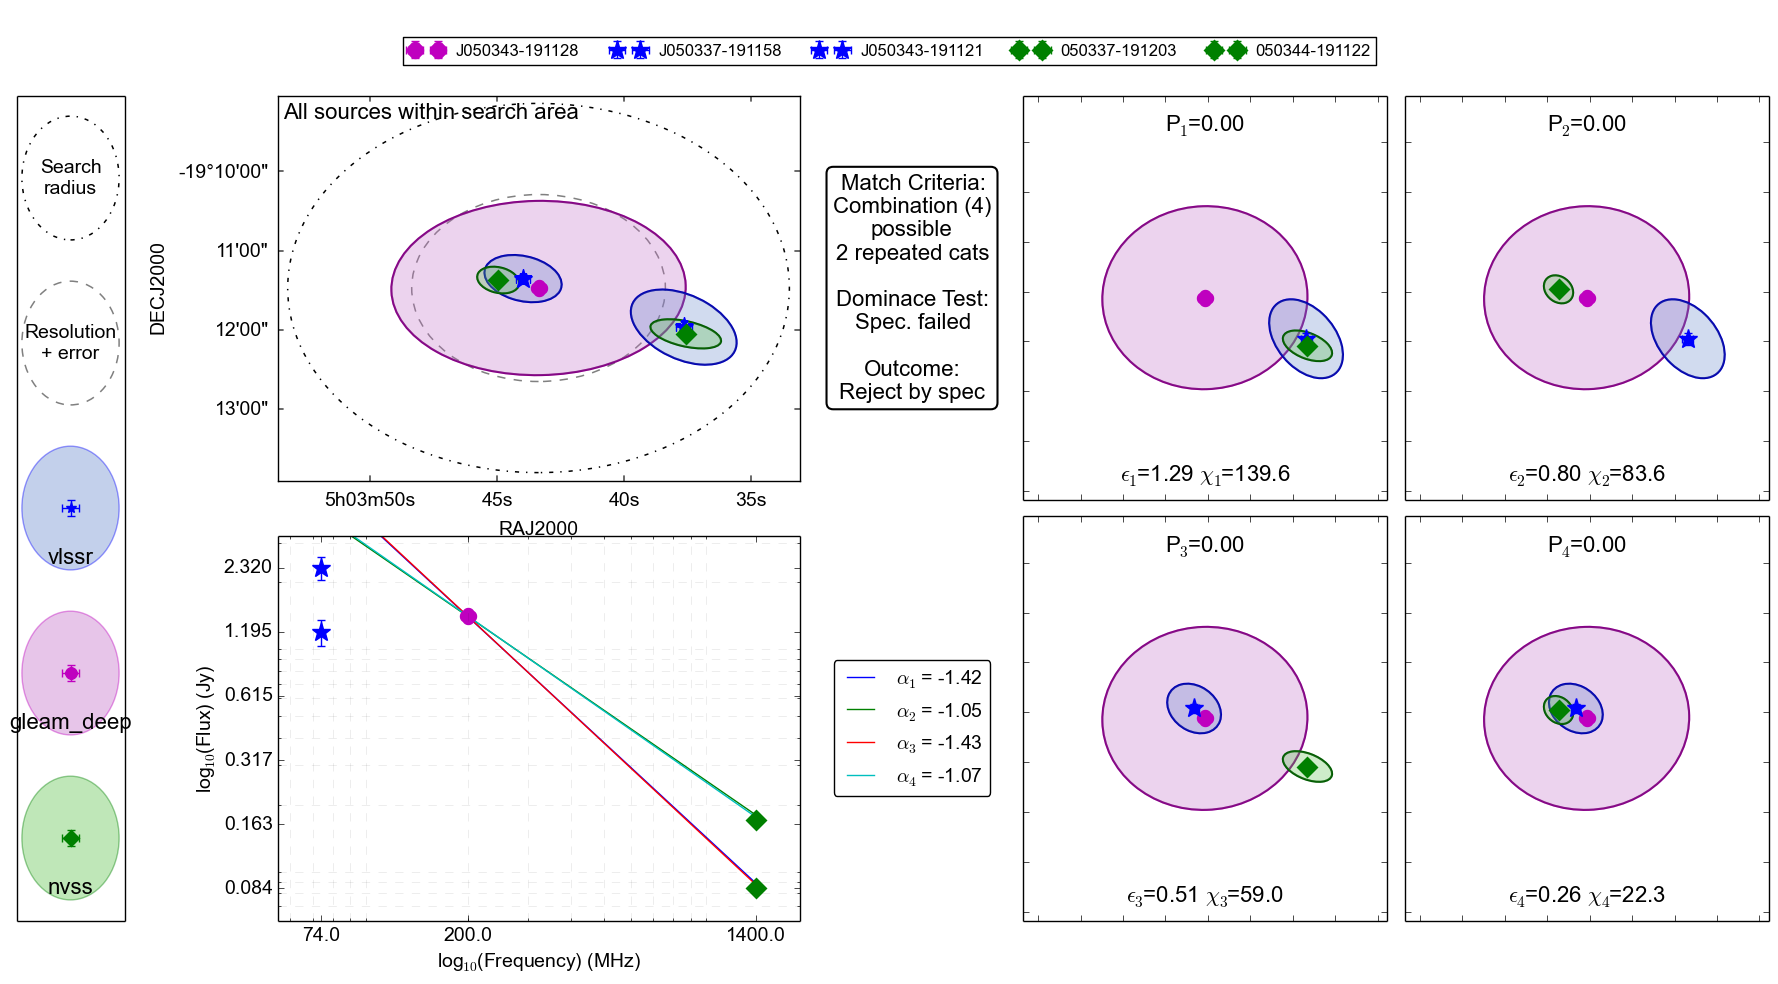 J050343-191128 J050337-191158 J050343-191121 050337-191203 050344-191122
Search
radius
Resolution
+ error
vlssr
gleam_deep
nvss
All sources within search area
DECJ2000
-19°10'00"
11'00"
12'00"
13'00"
5h03m50s 45s 40s 35s
RAJ2000
Match Criteria:
Combination (4)
possible
2 repeated cats
Dominace Test:
Spec. failed
Outcome:
Reject by spec
P₁=0.00
ϵ₁=1.29 χ₁=139.6
P₂=0.00
ϵ₂=0.80 χ₂=83.6
log₁₀(Flux) (Jy)
2.320
1.195
0.615
0.317
0.163
0.084
74.0 200.0 1400.0
log₁₀(Frequency) (MHz)
α₁ = -1.42
α₂ = -1.05
α₃ = -1.43
α₄ = -1.07
P₃=0.00
ϵ₃=0.51 χ₃=59.0
P₄=0.00
ϵ₄=0.26 χ₄=22.3